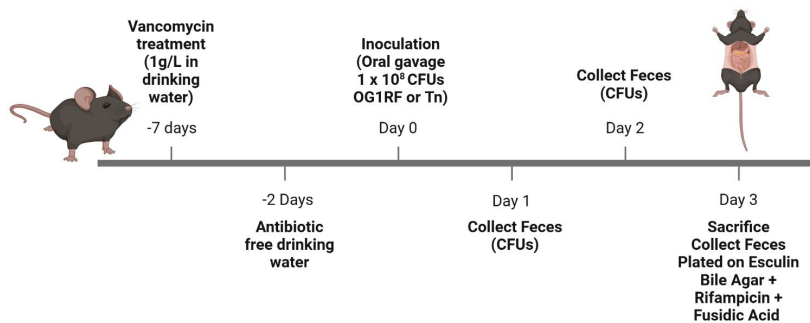 Vancomycin
treatment
(1g/L in
drinking
water)
-7 days
-2 Days
Antibiotic
free drinking
water
Inoculation
(Oral gavage
1 x 10⁸ CFUs
OG1RF or Tn)
Day 0
Day 1
Collect Feces
(CFUs)
Collect Feces
(CFUs)
Day 2
Day 3
Sacrifice
Collect Feces
Plated on Esculin
Bile Agar +
Rifampicin +
Fusidic Acid